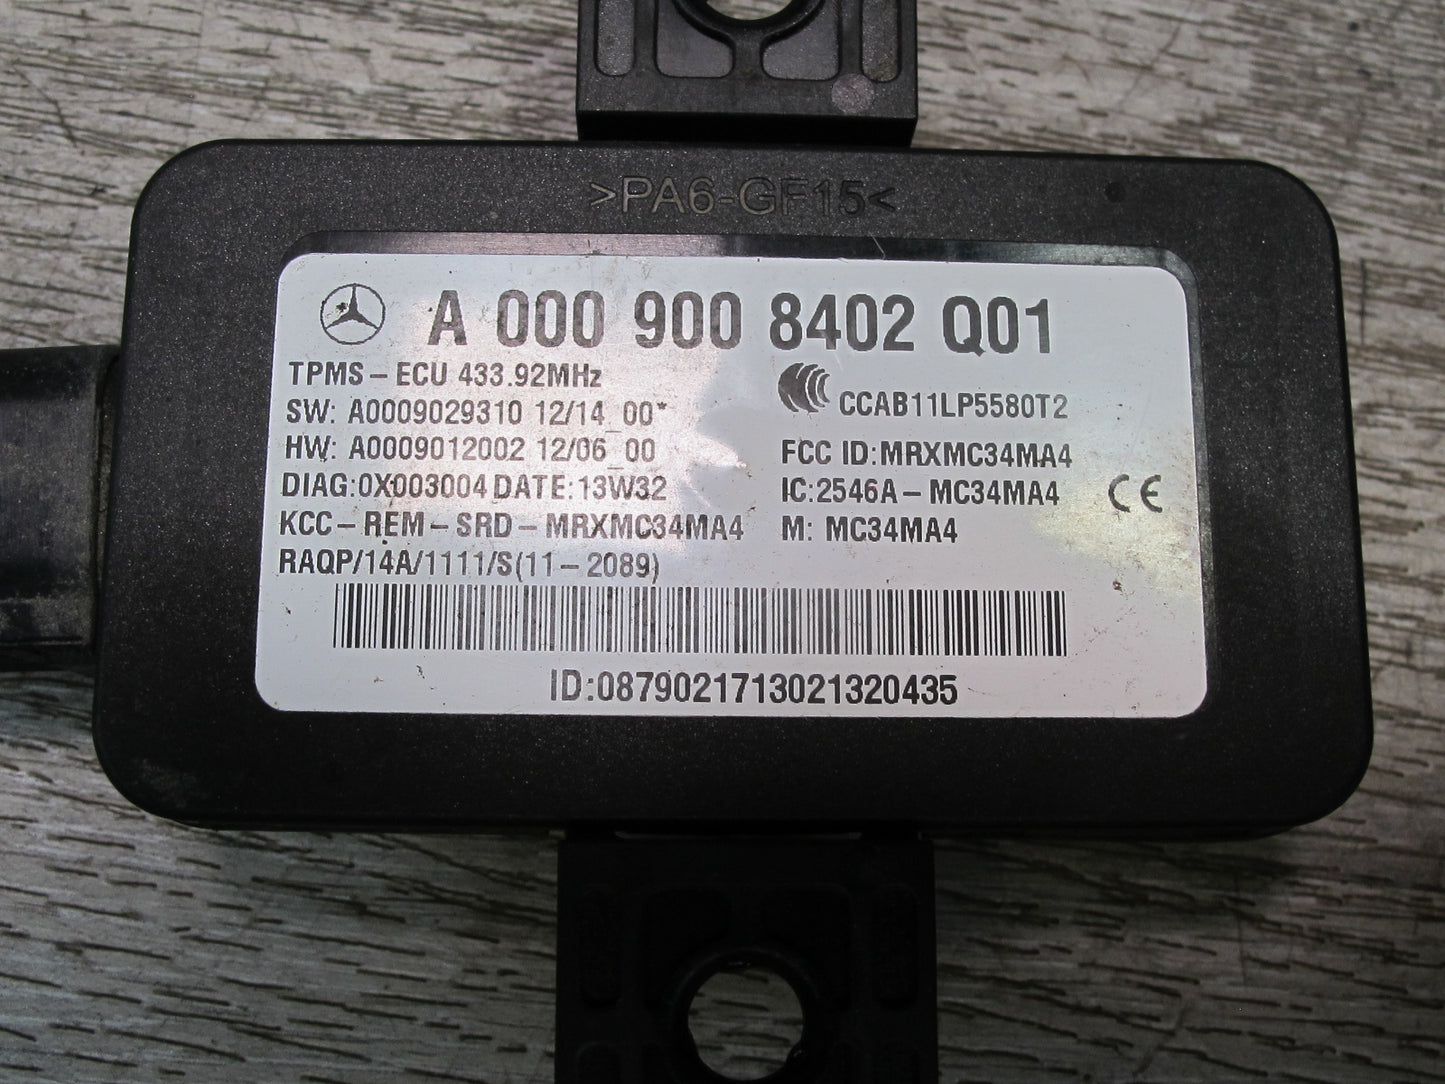 >PA6-GF15<
A 000 900 8402 Q01
TPMS-ECU 433.92MHz
CCAB11LP5580T2
SW: A0009029310 12/14_00*
HW: A0009012002 12/06_00
FCC ID:MRXMC34MA4
DIAG:0X003004 DATE:13W32
IC:2546A-MC34MA4
CE
KCC-REM-SRD-MRXMC34MA4
M: MC34MA4
RAQP/14A/1111/S(11-2089)
ID:0879021713021320435